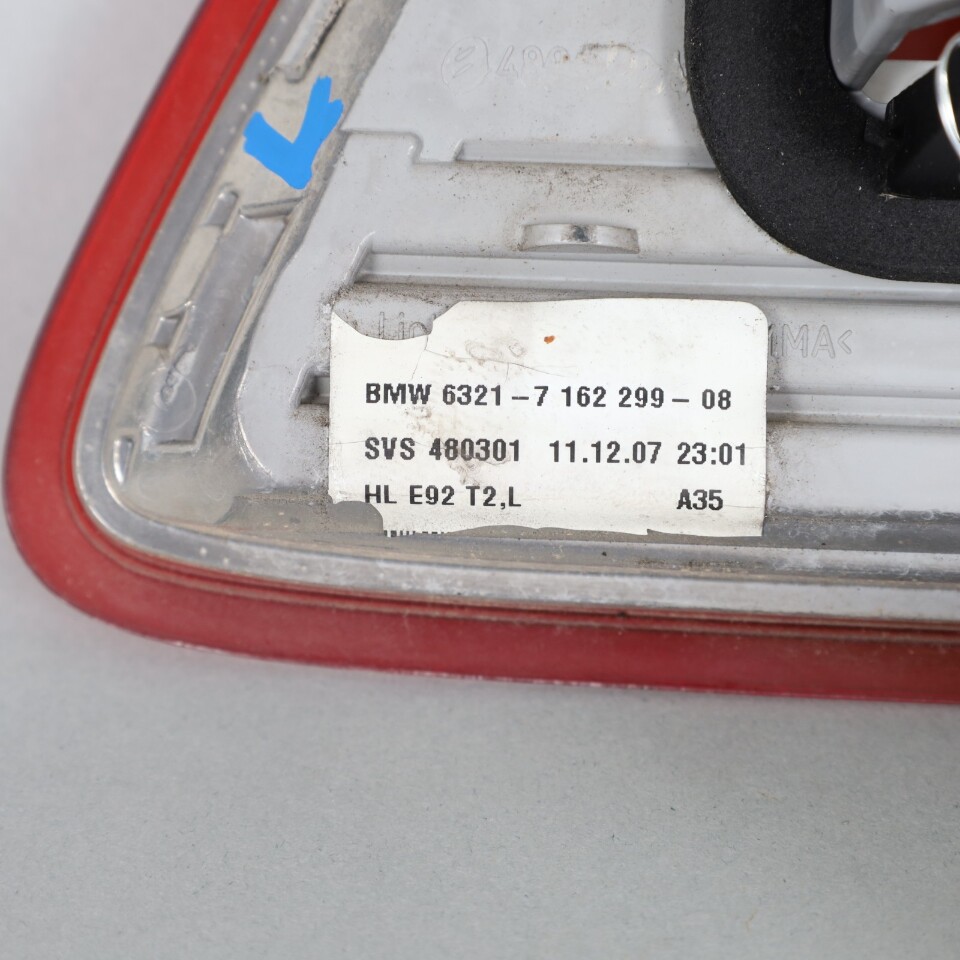 BMW 6321-7 162 299-08
SVS 480301 11.12.07 23:01
HL E92 T2,L A35